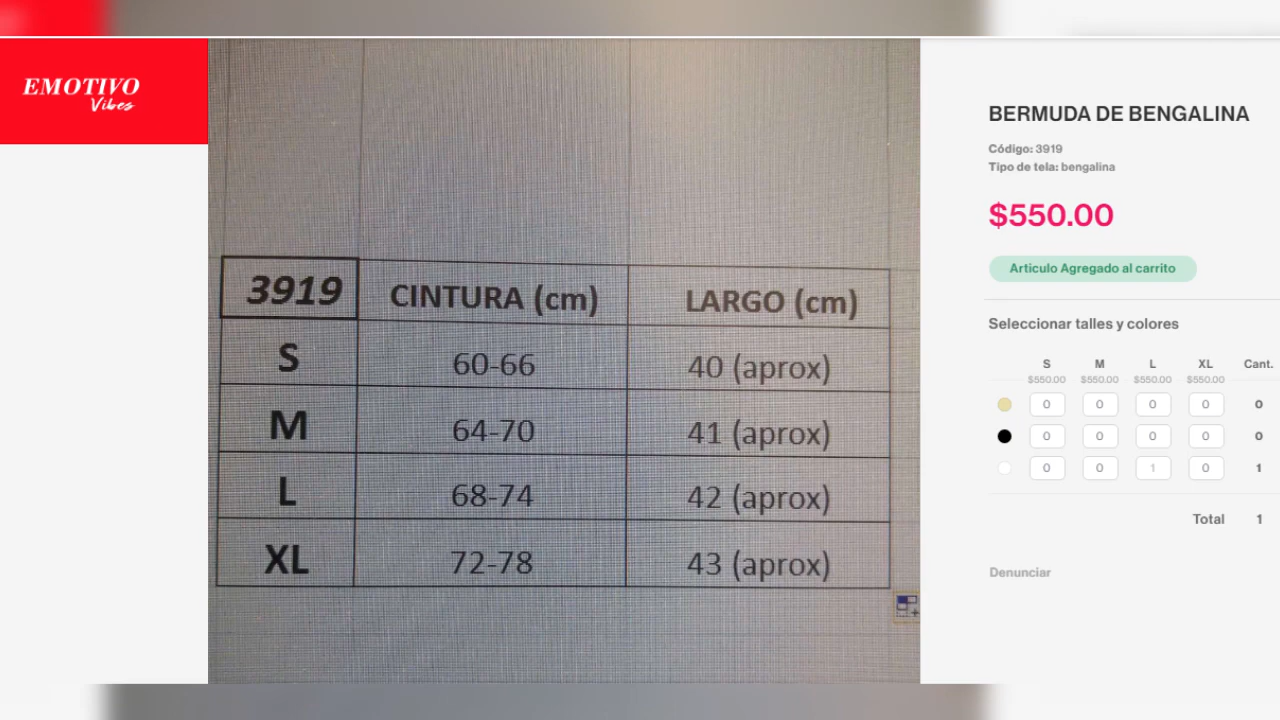 EMOTIVO
Vibes
3919 CINTURA (cm) LARGO (cm)
S 60-66 40 (aprox)
M 64-70 41 (aprox)
L 68-74 42 (aprox)
XL 72-78 43 (aprox)
BERMUDA DE BENGALINA
Código: 3919
Tipo de tela: bengalina
$550.00
Articulo Agregado al carrito
Seleccionar talles y colores
S M L XL Cant.
$550.00 $550.00 $550.00 $550.00
0 0 0 0 0
0 0 0 0 0
0 0 1 0 1
Total 1
Denunciar